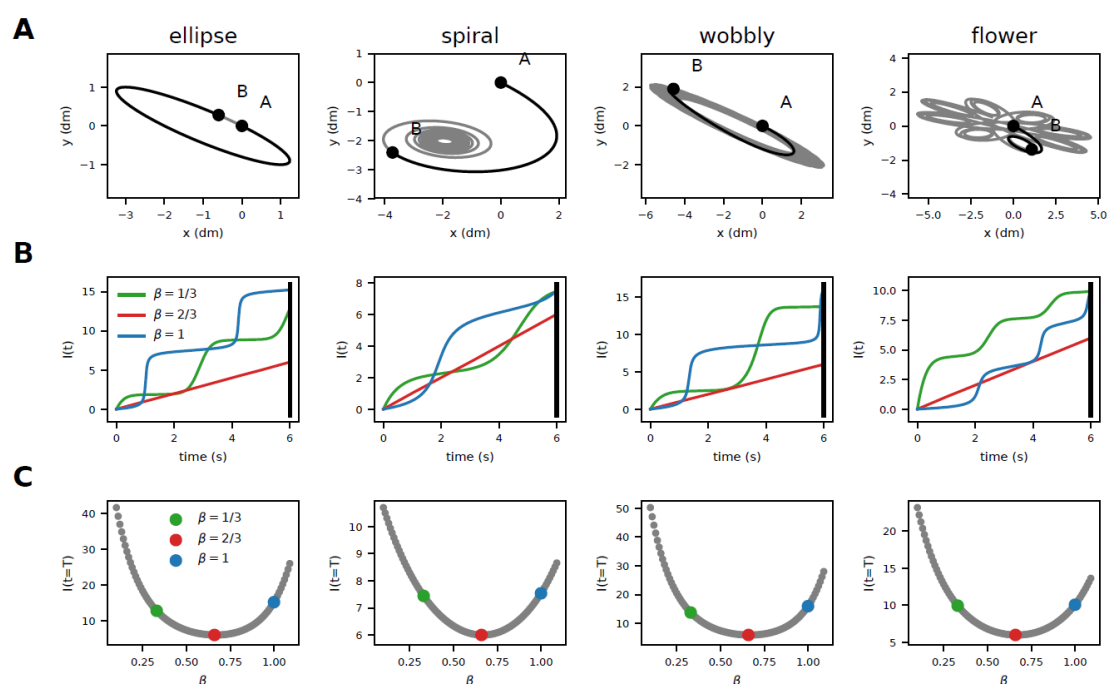 A
ellipse
spiral
wobbly
flower
y (dm)
1
0
−1
B
A
−3 −2 −1 0 1
x (dm)
y (dm)
1
0
−1
−2
−3
−4
A
B
−4 −2 0 2
x (dm)
y (dm)
2
0
−2
B
A
−6 −4 −2 0 2
x (dm)
y (dm)
4
2
0
−2
−4
A
B
−5.0 −2.5 0.0 2.5 5.0
x (dm)
B
I(t)
15
10
5
0
β = 1/3
β = 2/3
β = 1
0 2 4 6
time (s)
I(t)
8
6
4
2
0
0 2 4 6
time (s)
I(t)
15
10
5
0
0 2 4 6
time (s)
I(t)
10.0
7.5
5.0
2.5
0.0
0 2 4 6
time (s)
C
I(t=T)
40
30
20
10
β = 1/3
β = 2/3
β = 1
0.25 0.50 0.75 1.00
β
I(t=T)
10
9
8
7
6
0.25 0.50 0.75 1.00
β
I(t=T)
50
40
30
20
10
0.25 0.50 0.75 1.00
β
I(t=T)
20
15
10
5
0.25 0.50 0.75 1.00
β